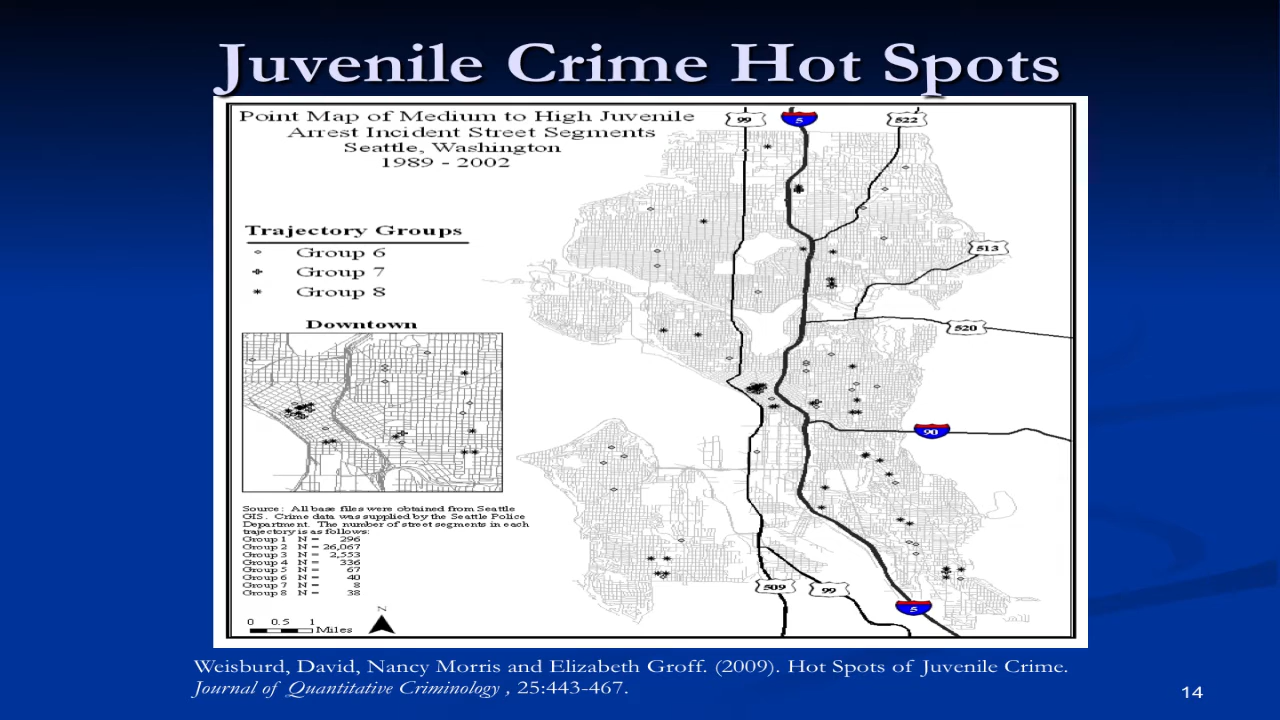 Juvenile Crime Hot Spots
Point Map of Medium to High Juvenile
Arrest Incident Street Segments
Seattle, Washington
1989 - 2002
99
5
522
Trajectory Groups
Group 6
Group 7
Group 8
513
Downtown
520
90
Source: All base files were obtained from Seattle
GIS. Crime data was supplied by the Seattle Police
Department. The number of street segments in each
trajectory is as follows:
Group 1 N = 296
Group 2 N = 26,067
Group 3 N = 2,553
Group 4 N = 336
Group 5 N = 67
Group 6 N = 40
Group 7 N = 8
Group 8 N = 38
509
99
5
N
0 0.5 1
Miles
Weisburd, David, Nancy Morris and Elizabeth Groff. (2009). Hot Spots of Juvenile Crime.
Journal of Quantitative Criminology , 25:443-467.
14